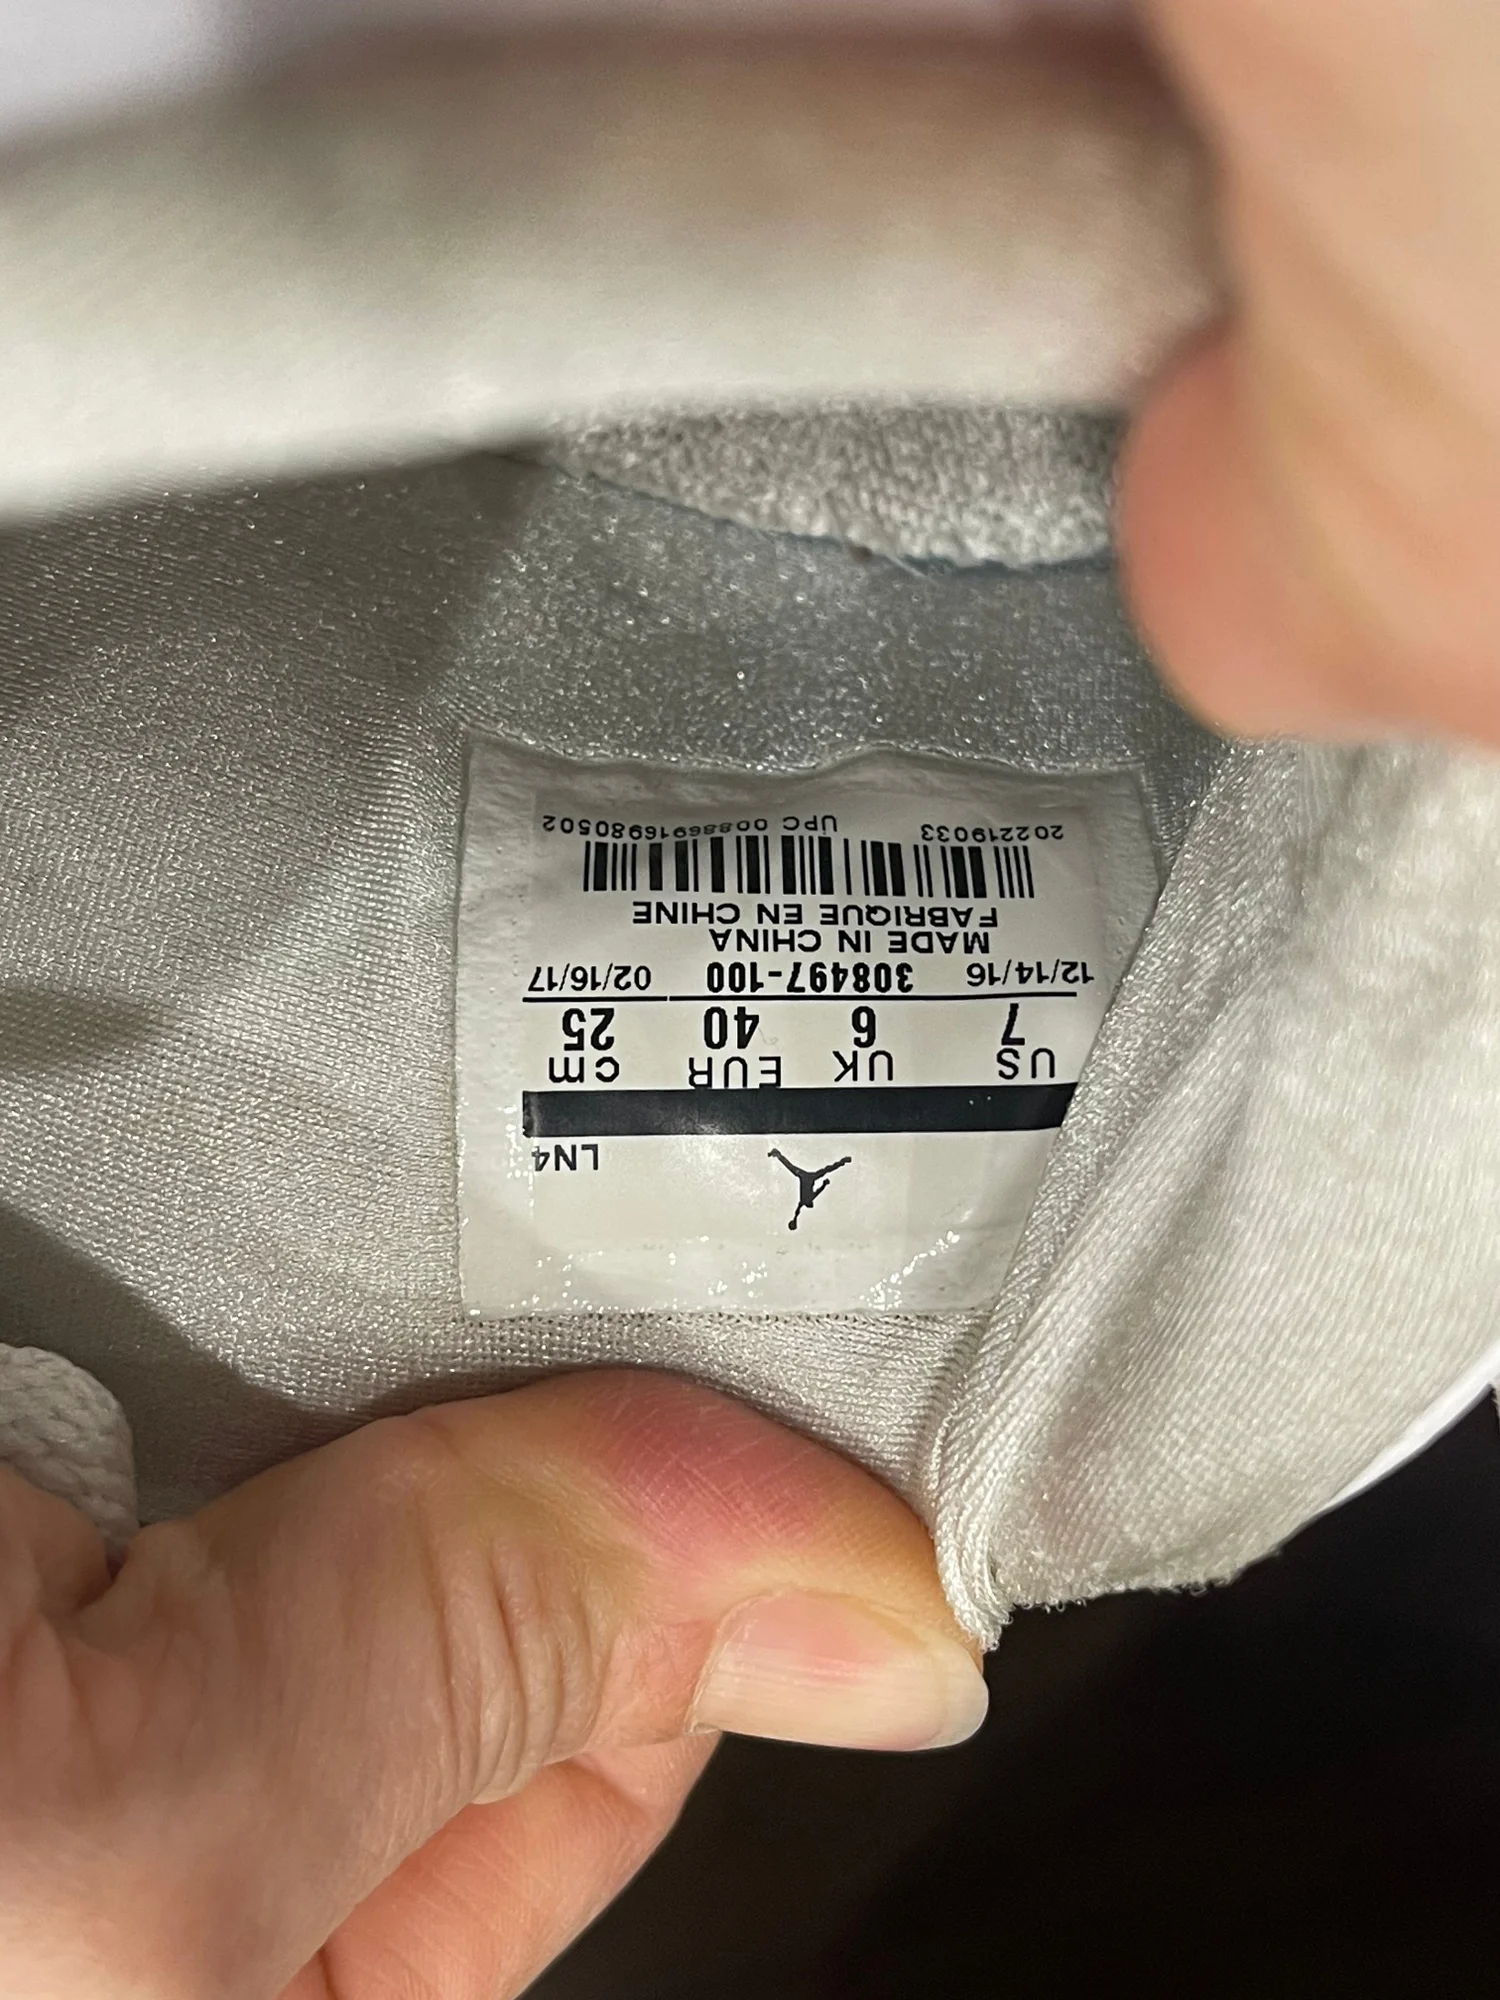 LN4
US UK EUR cm
7 6 40 25
12/14/16 308497-100 02/16/17
MADE IN CHINA
FABRIQUE EN CHINE
202219033 UPC 00886916980502